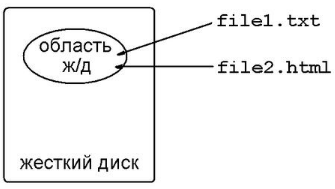 file1.txt
область
ж/д
file2.html
жесткий диск